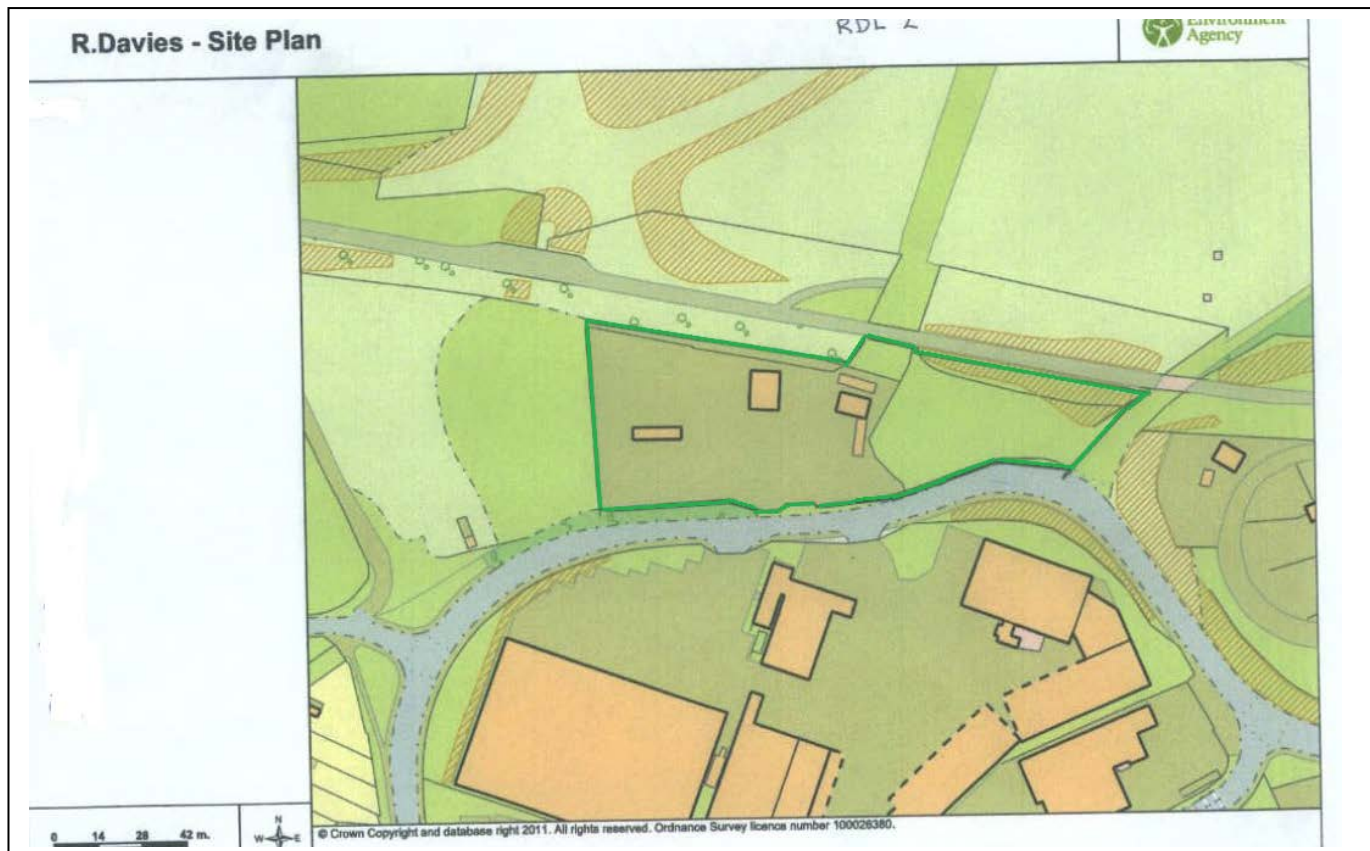 R.Davies - Site Plan
RDL 2
Environment
Agency
0 14 28 42 m.
N
W E
© Crown Copyright and database right 2011. All rights reserved. Ordnance Survey licence number 100026380.